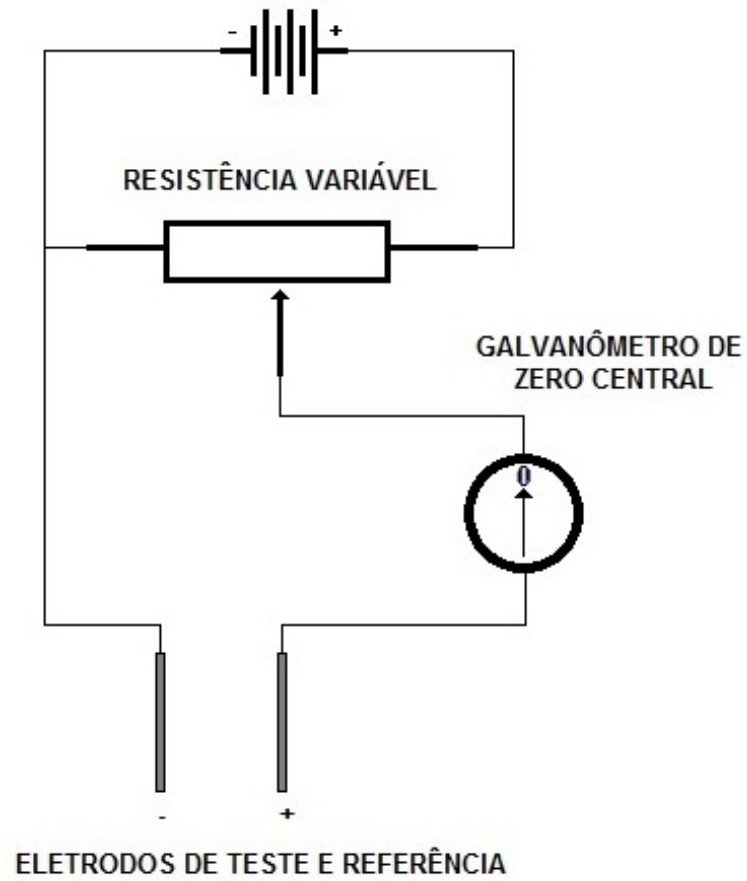 - +
RESISTÊNCIA VARIÁVEL
GALVANÔMETRO DE
ZERO CENTRAL
0
- +
ELETRODOS DE TESTE E REFERÊNCIA